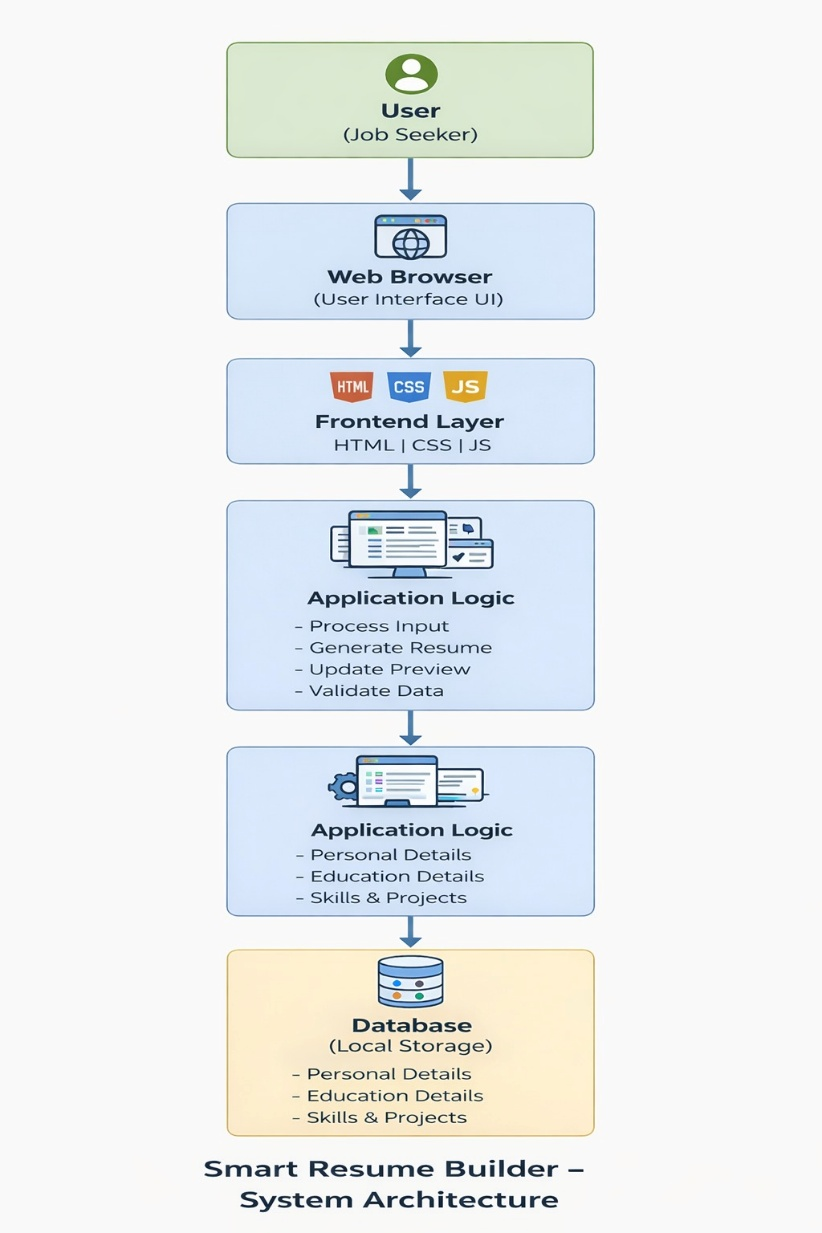 User
(Job Seeker)
Web Browser
(User Interface UI)
HTML CSS JS
Frontend Layer
HTML | CSS | JS
Application Logic
- Process Input
- Generate Resume
- Update Preview
- Validate Data
Application Logic
- Personal Details
- Education Details
- Skills & Projects
Database
(Local Storage)
- Personal Details
- Education Details
- Skills & Projects
Smart Resume Builder –
System Architecture